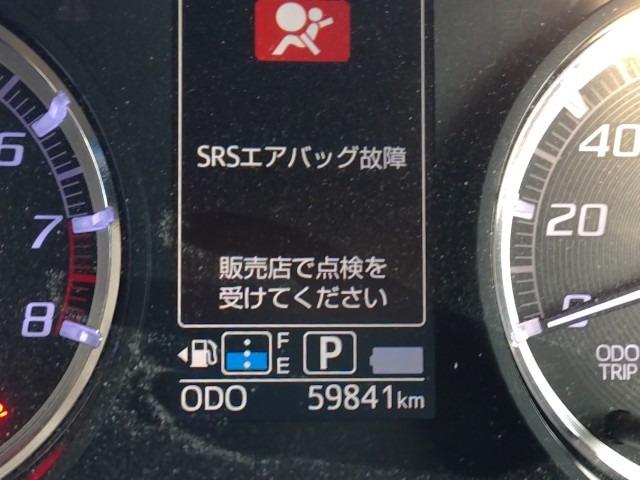 SRSエアバッグ故障
販売店で点検を
受けてください
F
E
P
ODO 59841km
6
7
8
40
20
0
ODO
TRIP